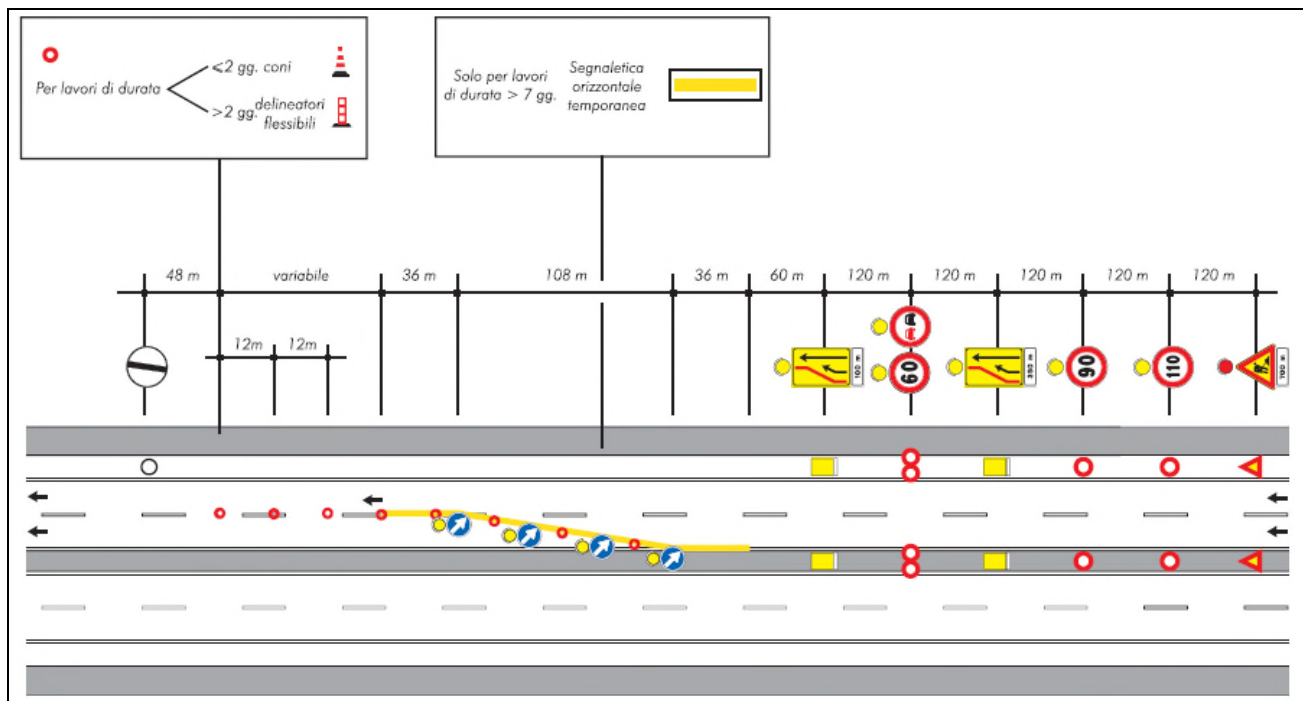 Per lavori di durata
⩽2 gg. coni
>2 gg. delineatori
flessibili
Solo per lavori
di durata > 7 gg.
Segnaletica
orizzontale
temporanea
48 m variabile 36 m 108 m 36 m 60 m 120 m 120 m 120 m 120 m 120 m
12m 12m
100 m
60
350 m
90
110
700 m